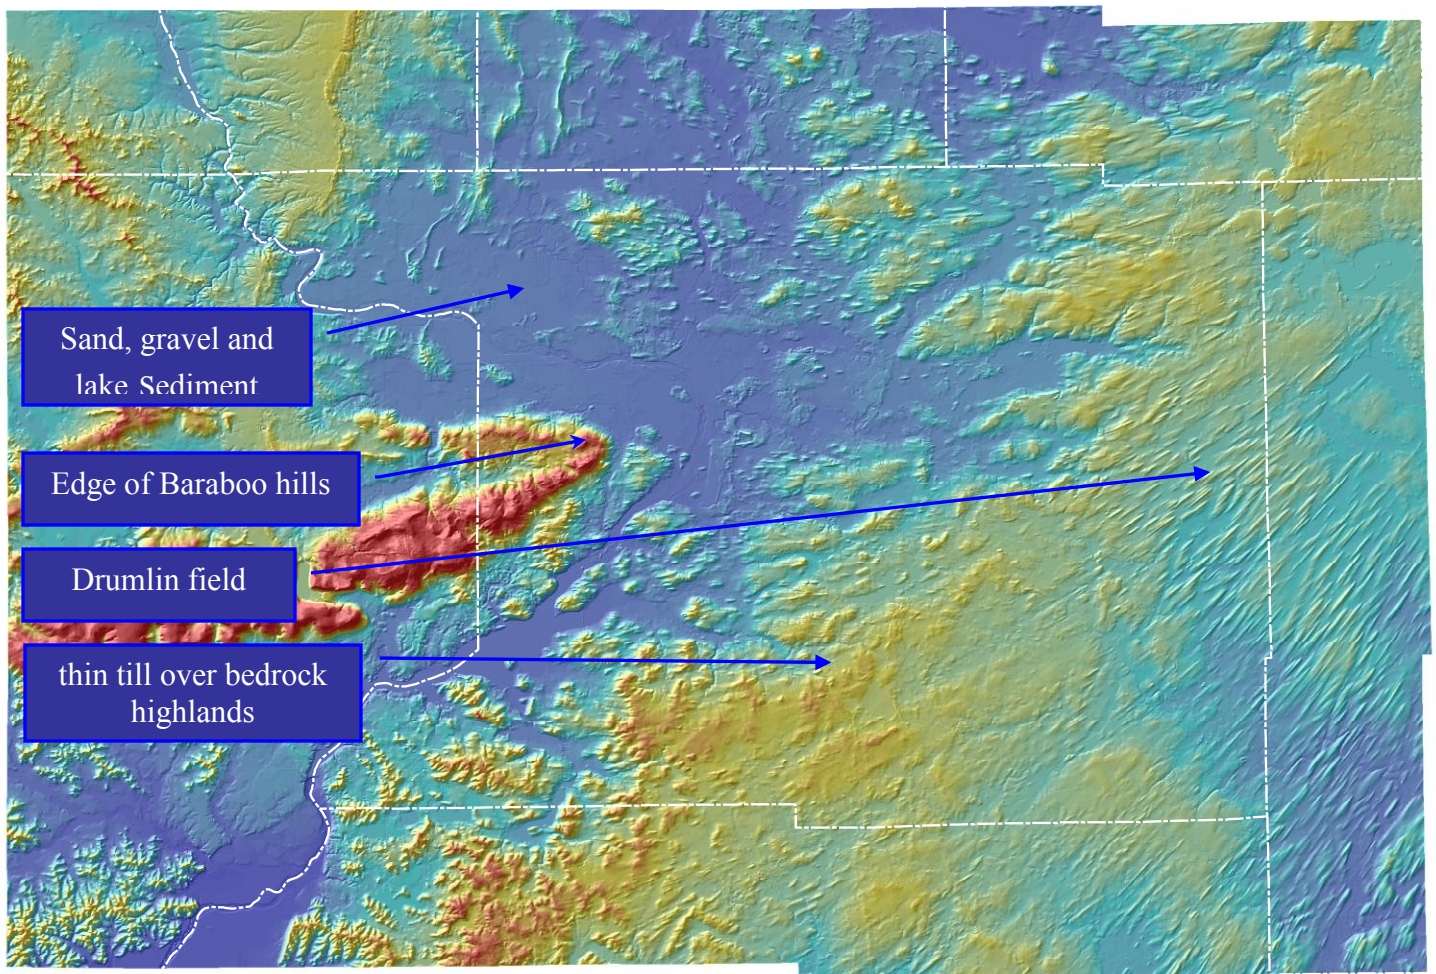 Sand, gravel and
lake Sediment
Edge of Baraboo hills
Drumlin field
thin till over bedrock
highlands